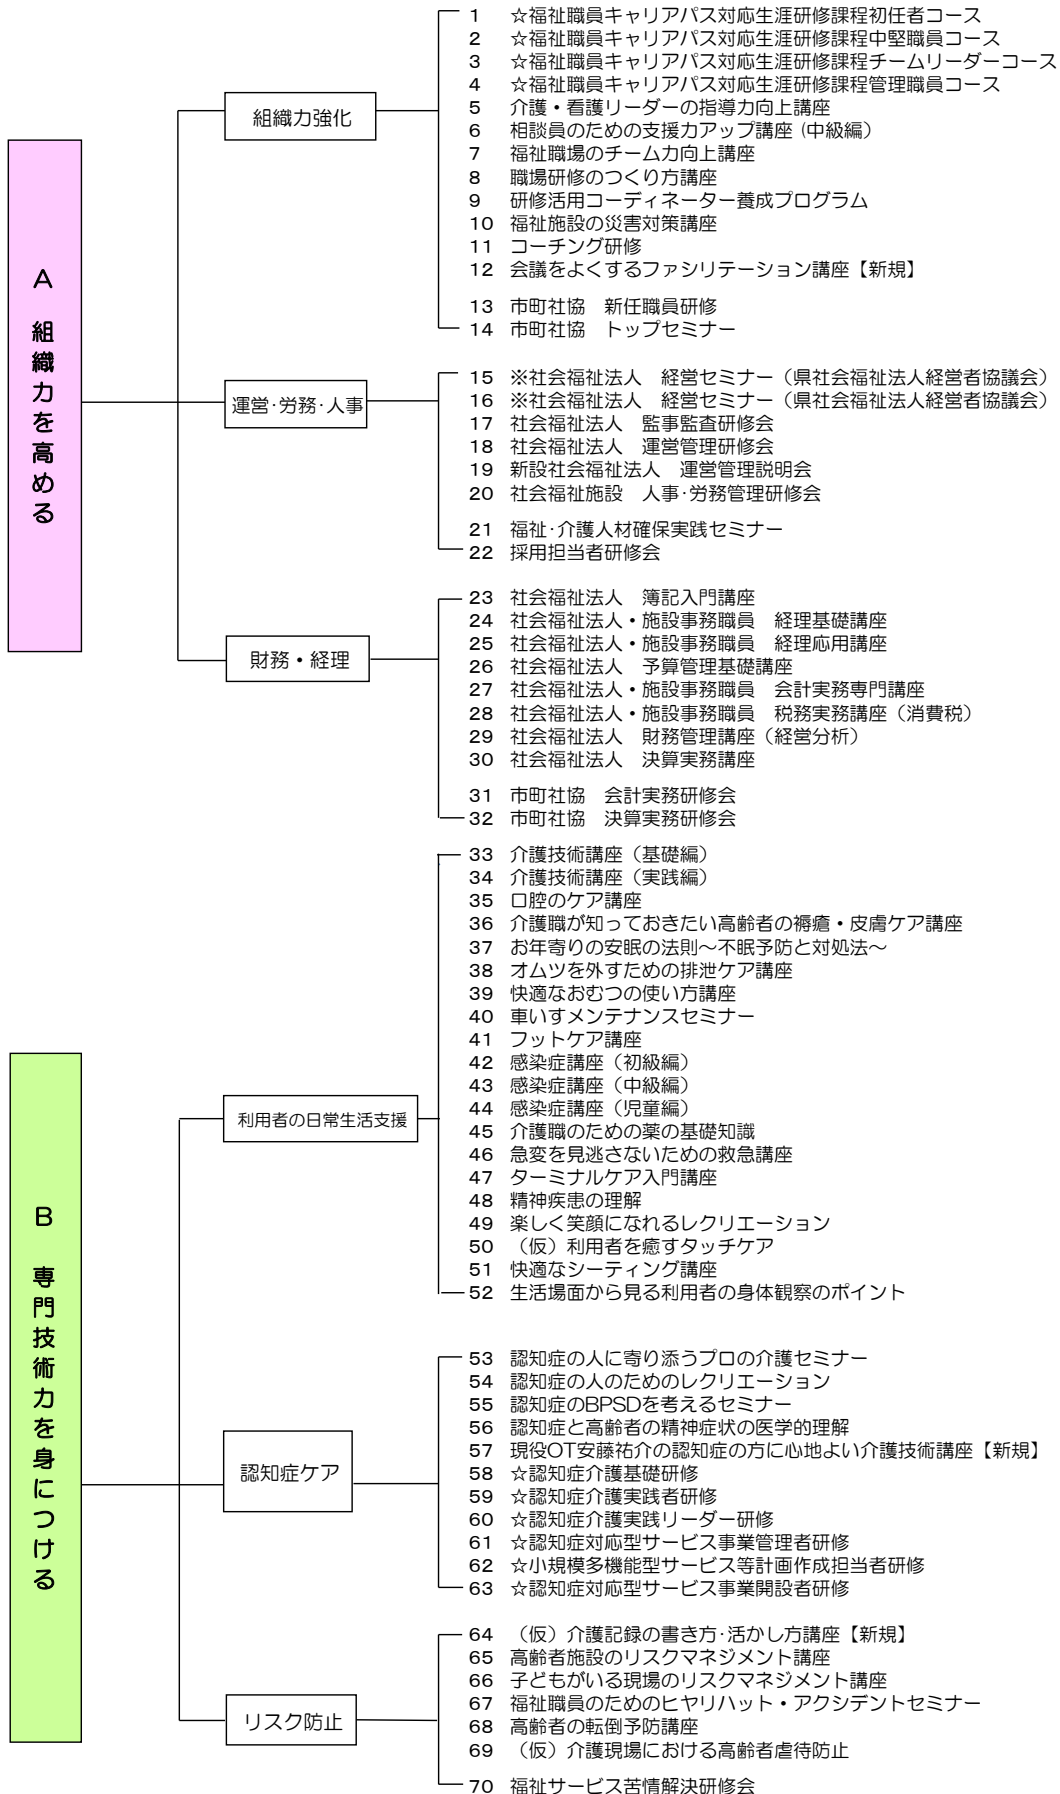 A 組織力を高める
組織力強化
1 ☆福祉職員キャリアパス対応生涯研修課程初任者コース
2 ☆福祉職員キャリアパス対応生涯研修課程中堅職員コース
3 ☆福祉職員キャリアパス対応生涯研修課程チームリーダーコース
4 ☆福祉職員キャリアパス対応生涯研修課程管理職員コース
5 介護・看護リーダーの指導力向上講座
6 相談員のための支援力アップ講座(中級編)
7 福祉職場のチーム力向上講座
8 職場研修のつくり方講座
9 研修活用コーディネーター養成プログラム
10 福祉施設の災害対策講座
11 コーチング研修
12 会議をよくするファシリテーション講座【新規】
13 市町社協　新任職員研修
14 市町社協　トップセミナー
運営・労務・人事
15 ※社会福祉法人　経営セミナー（県社会福祉法人経営者協議会）
16 ※社会福祉法人　経営セミナー（県社会福祉法人経営者協議会）
17 社会福祉法人　監事監査研修会
18 社会福祉法人　運営管理研修会
19 新設社会福祉法人　運営管理説明会
20 社会福祉施設　人事・労務管理研修会
21 福祉・介護人材確保実践セミナー
22 採用担当者研修会
財務・経理
23 社会福祉法人　簿記入門講座
24 社会福祉法人・施設事務職員　経理基礎講座
25 社会福祉法人・施設事務職員　経理応用講座
26 社会福祉法人　予算管理基礎講座
27 社会福祉法人・施設事務職員　会計実務専門講座
28 社会福祉法人・施設事務職員　税務実務講座（消費税）
29 社会福祉法人　財務管理講座（経営分析）
30 社会福祉法人　決算実務講座
31 市町社協　会計実務研修会
32 市町社協　決算実務研修会
B 専門技術力を身につける
利用者の日常生活支援
33 介護技術講座（基礎編）
34 介護技術講座（実践編）
35 口腔のケア講座
36 介護職が知っておきたい高齢者の褥瘡・皮膚ケア講座
37 お年寄りの安眠の法則～不眠予防と対処法～
38 オムツを外すための排泄ケア講座
39 快適なおむつの使い方講座
40 車いすメンテナンスセミナー
41 フットケア講座
42 感染症講座（初級編）
43 感染症講座（中級編）
44 感染症講座（児童編）
45 介護職のための薬の基礎知識
46 急変を見逃さないための救急講座
47 ターミナルケア入門講座
48 精神疾患の理解
49 楽しく笑顔になれるレクリエーション
50 （仮）利用者を癒すタッチケア
51 快適なシーティング講座
52 生活場面から見る利用者の身体観察のポイント
認知症ケア
53 認知症の人に寄り添うプロの介護セミナー
54 認知症の人のためのレクリエーション
55 認知症のBPSDを考えるセミナー
56 認知症と高齢者の精神症状の医学的理解
57 現役OT安藤祐介の認知症の方に心地よい介護技術講座【新規】
58 ☆認知症介護基礎研修
59 ☆認知症介護実践者研修
60 ☆認知症介護実践リーダー研修
61 ☆認知症対応型サービス事業管理者研修
62 ☆小規模多機能型サービス等計画作成担当者研修
63 ☆認知症対応型サービス事業開設者研修
リスク防止
64 （仮）介護記録の書き方・活かし方講座【新規】
65 高齢者施設のリスクマネジメント講座
66 子どもがいる現場のリスクマネジメント講座
67 福祉職員のためのヒヤリハット・アクシデントセミナー
68 高齢者の転倒予防講座
69 （仮）介護現場における高齢者虐待防止
70 福祉サービス苦情解決研修会